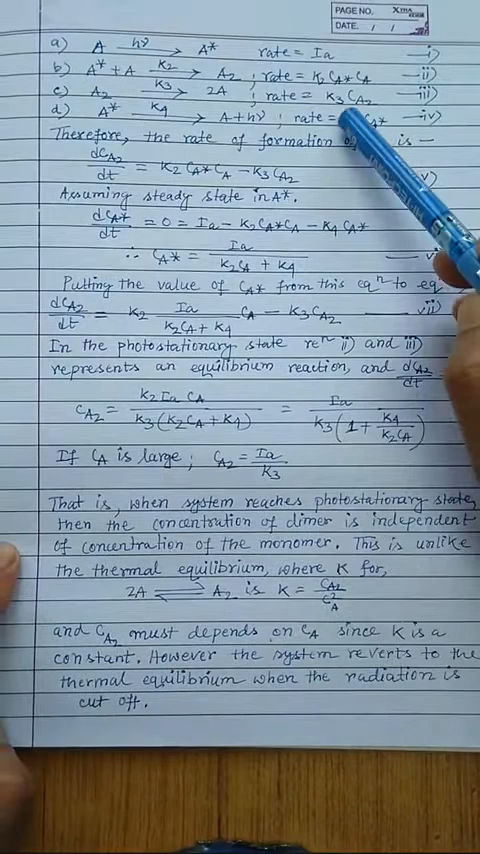 PAGE NO. XTRA
DATE. / /
a) A —hν→ A* rate = Ia — i)
b) A* + A —K2→ A2 ; rate = K2 CA* CA — ii)
c) A2 —K3→ 2A ; rate = K3 CA2 — iii)
d) A* —K4→ A + hν ; rate = CA* — iv)
Therefore, the rate of formation is —
dCA2/dt = K2 CA* CA – K3 CA2 v)
Assuming steady state in A*.
dCA*/dt = 0 = Ia – K2 CA* CA – K4 CA*
∴ CA* = Ia / (K2 CA + K4) — vi
Putting the value of CA* from this eqn to eq
dCA2/dt = K2 Ia / (K2 CA + K4) CA – K3 CA2 — vii)
In the photostationary state ren ii) and iii)
represents an equilibrium reaction, and dCA2/dt =
CA2 = K2 Ia CA / K3 (K2 CA + K4) = Ia / K3 (1 + K4 / K2 CA)
If CA is large ; CA2 = Ia / K3
That is, when system reaches photostationary state,
then the concentration of dimer is independent
of concentration of the monomer. This is unlike
the thermal equilibrium, where K for,
2A ⇌ A2 is K = CA2 / C²A
and CA2 must depends on CA since K is a
constant. However the system reverts to the
thermal equilibrium when the radiation is
cut off.